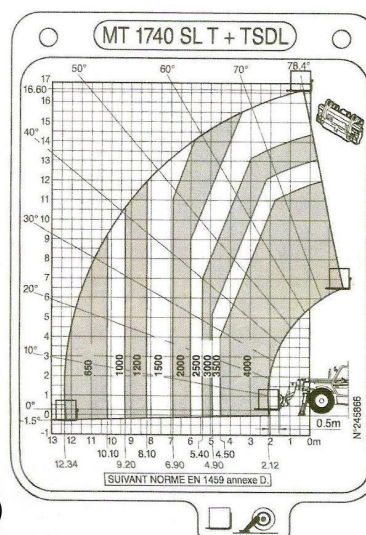 MT 1740 SL T + TSDL
50° 60° 70° 78.4°
17
16.60 16
15
14
40° 13
12
11
30° 10
9
8
7
20° 6
5
4
10° 3
2
1
0° 0
-1.5° -1
650 1000 1200 1500 2000 2500 3000 3500 4000
13 12 11 10 9 8 7 6 5 4 3 2 1 0m
0.5m
12.34 10.10 9.20 8.10 6.90 5.40 4.90 4.50 2.12
N°245866
SUIVANT NORME EN 1459 annexe D.